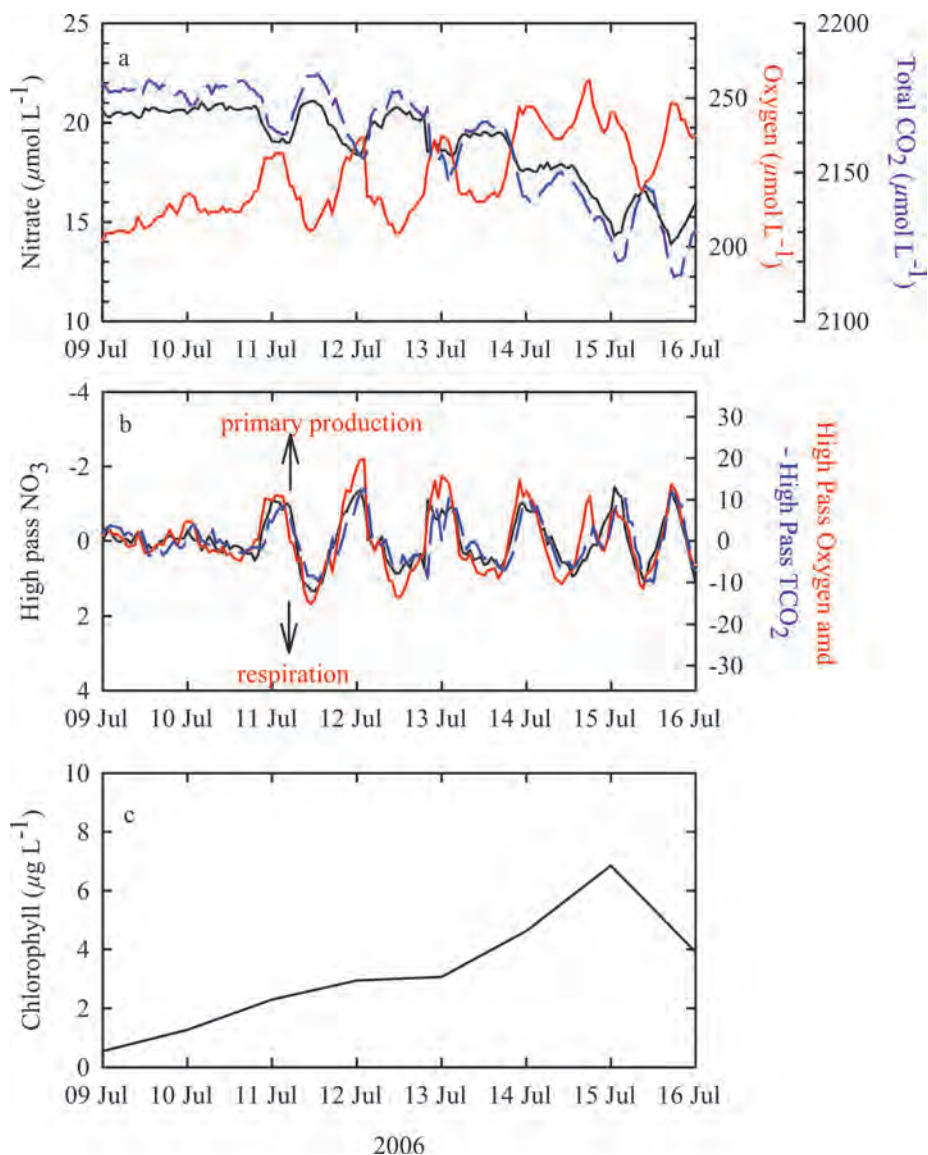 a
25
20
15
10
Nitrate (µmol L⁻¹)
250
200
Oxygen (µmol L⁻¹)
2200
2150
2100
Total CO₂ (µmol L⁻¹)
09 Jul 10 Jul 11 Jul 12 Jul 13 Jul 14 Jul 15 Jul 16 Jul
b
-4
-2
0
2
4
High pass NO₃
primary production
respiration
30
20
10
0
-10
-20
-30
- High Pass TCO₂
High Pass Oxygen amd
09 Jul 10 Jul 11 Jul 12 Jul 13 Jul 14 Jul 15 Jul 16 Jul
c
10
8
6
4
2
0
Chlorophyll (µg L⁻¹)
09 Jul 10 Jul 11 Jul 12 Jul 13 Jul 14 Jul 15 Jul 16 Jul
2006